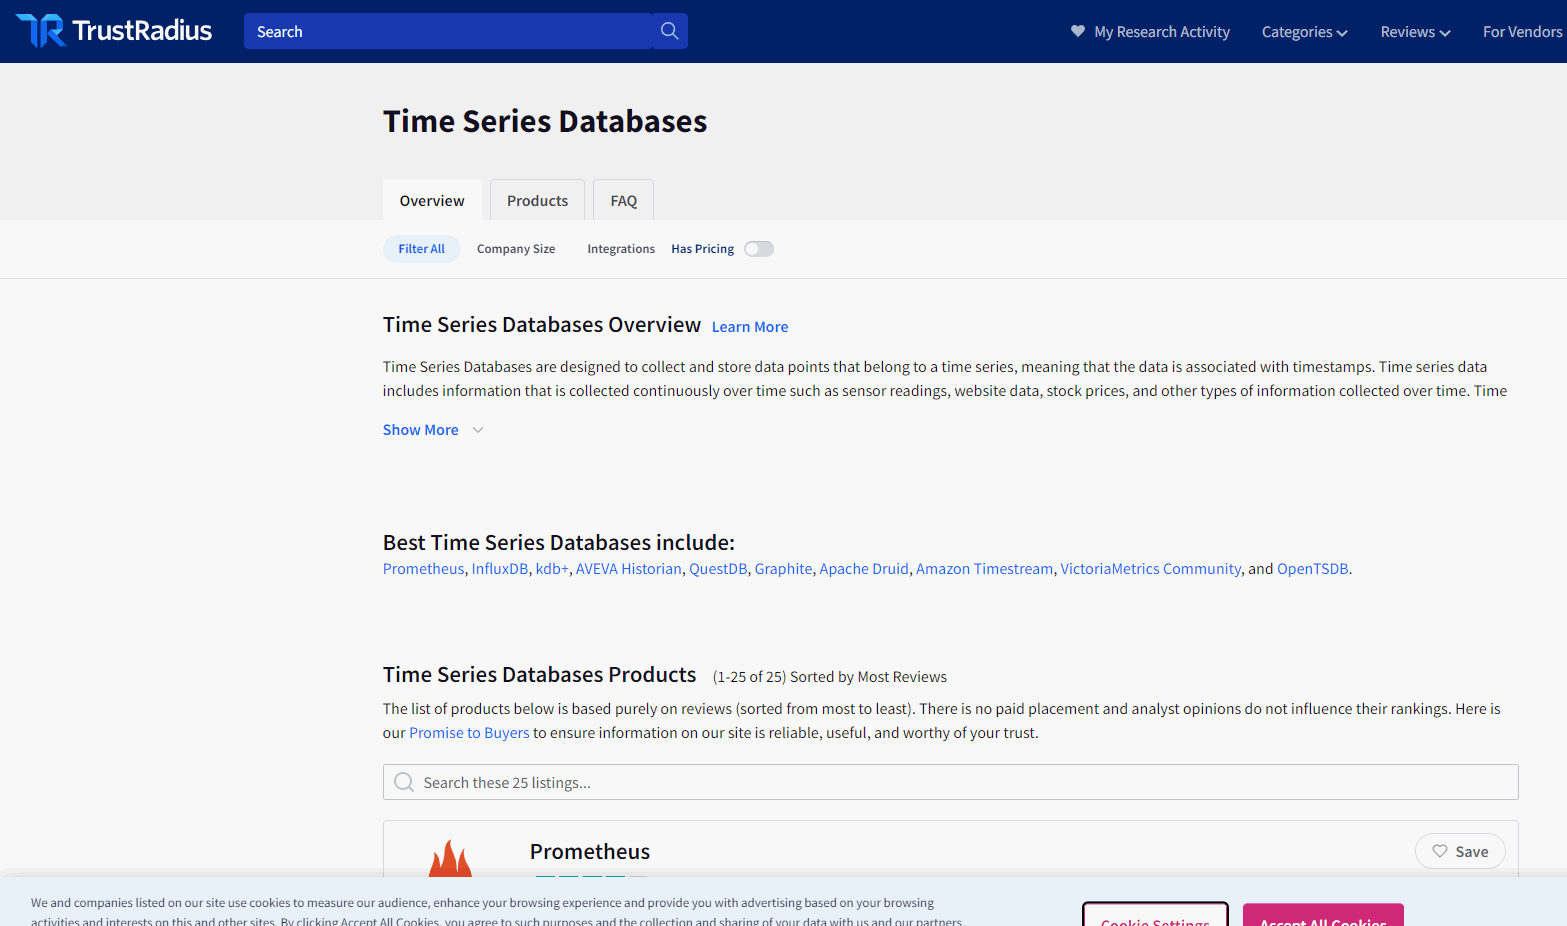 TrustRadius
Search
My Research Activity
Categories
Reviews
For Vendors
Time Series Databases
Overview
Products
FAQ
Filter All
Company Size
Integrations
Has Pricing
Time Series Databases Overview Learn More
Time Series Databases are designed to collect and store data points that belong to a time series, meaning that the data is associated with timestamps. Time series data
includes information that is collected continuously over time such as sensor readings, website data, stock prices, and other types of information collected over time. Time
Show More
Best Time Series Databases include:
Prometheus, InfluxDB, kdb+, AVEVA Historian, QuestDB, Graphite, Apache Druid, Amazon Timestream, VictoriaMetrics Community, and OpenTSDB.
Time Series Databases Products (1-25 of 25) Sorted by Most Reviews
The list of products below is based purely on reviews (sorted from most to least). There is no paid placement and analyst opinions do not influence their rankings. Here is
our Promise to Buyers to ensure information on our site is reliable, useful, and worthy of your trust.
Search these 25 listings...
Prometheus
Save
We and companies listed on our site use cookies to measure our audience, enhance your browsing experience and provide you with advertising based on your browsing
activities and interests on this and other sites. By clicking Accept All Cookies, you agree to such purposes and the collection and sharing of your data with us and our partners.
Cookie Settings
Accept All Cookies